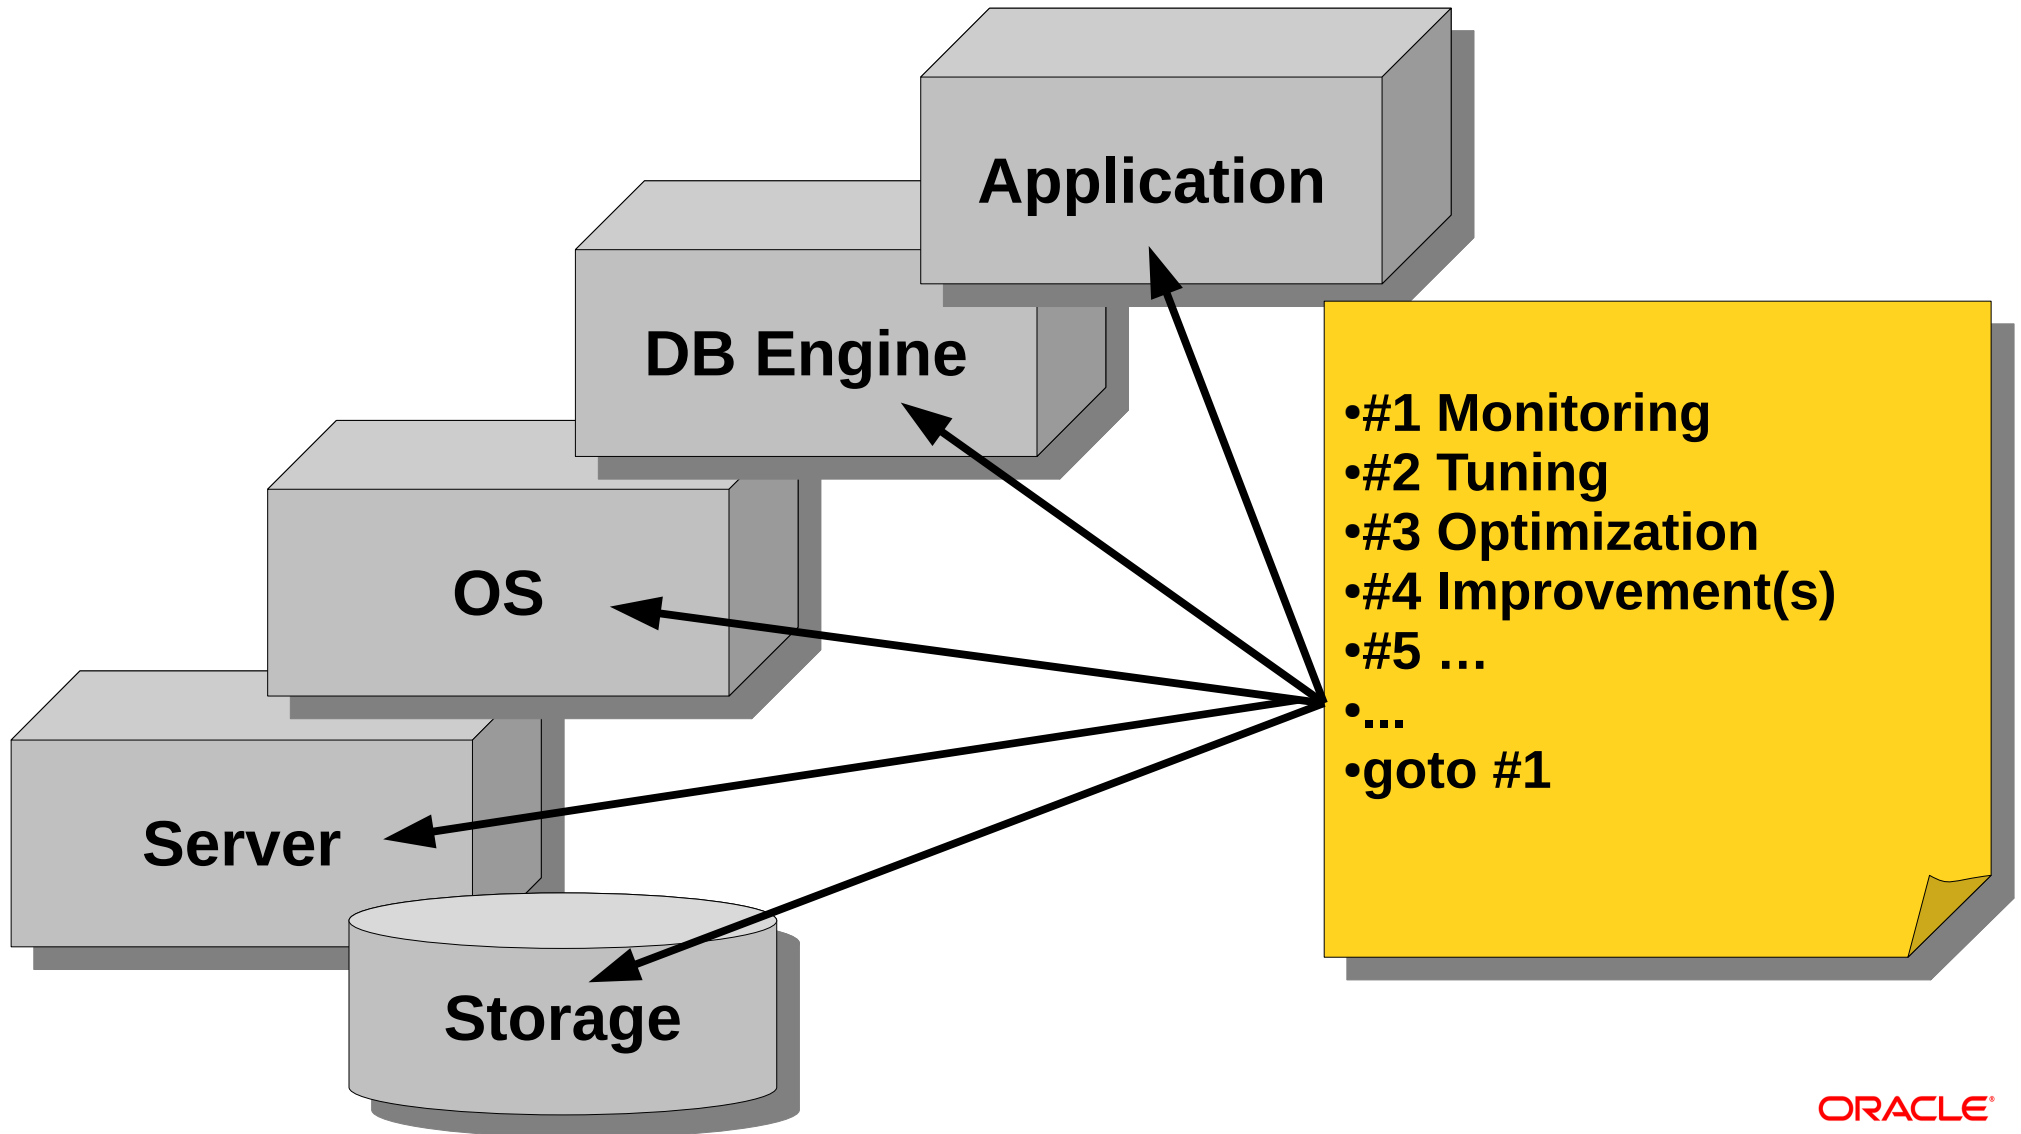 Application
DB Engine
OS
Server
Storage
•#1 Monitoring
•#2 Tuning
•#3 Optimization
•#4 Improvement(s)
•#5 …
•...
•goto #1
ORACLE®